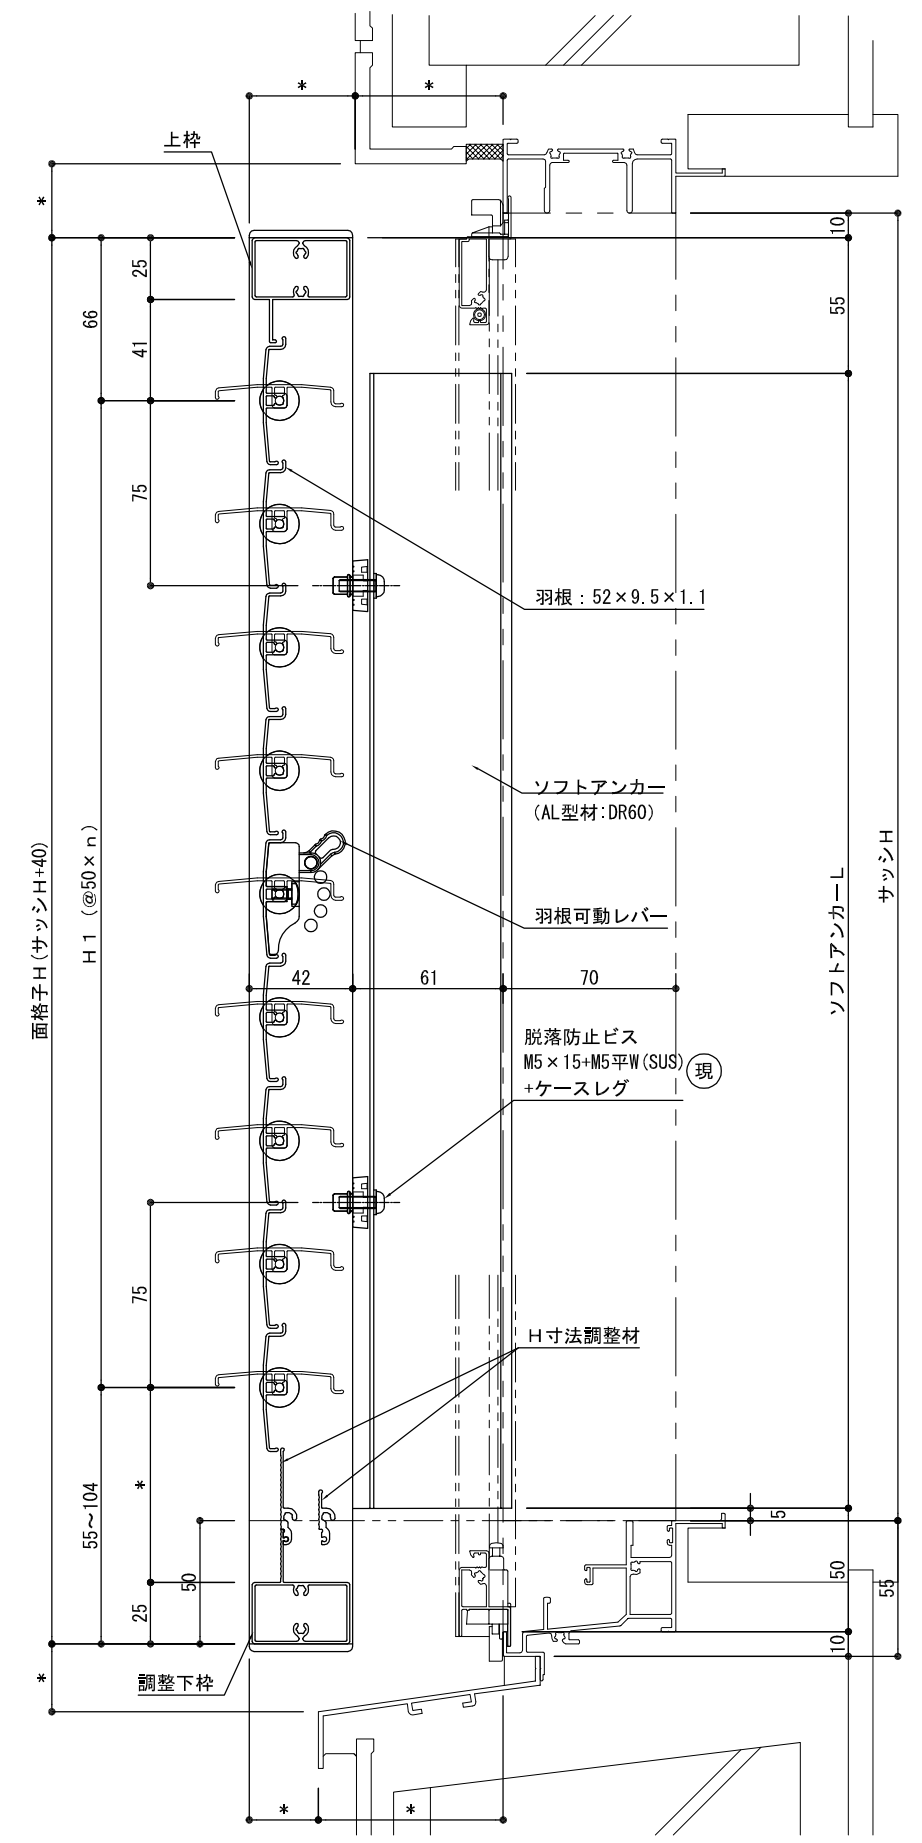 *
*
上枠
*
10
25
66
55
41
75
羽根：52×9.5×1.1
ソフトアンカー
(AL型材:DR60)
面格子H(サッシH+40)
H1 (@50×n)
ソフトアンカーL
サッシH
羽根可動レバー
42
61
70
脱落防止ビス
M5×15+M5平W(SUS)
現
+ケースレグ
75
H寸法調整材
*
55~104
5
50
50
55
25
10
*
調整下枠
*
*